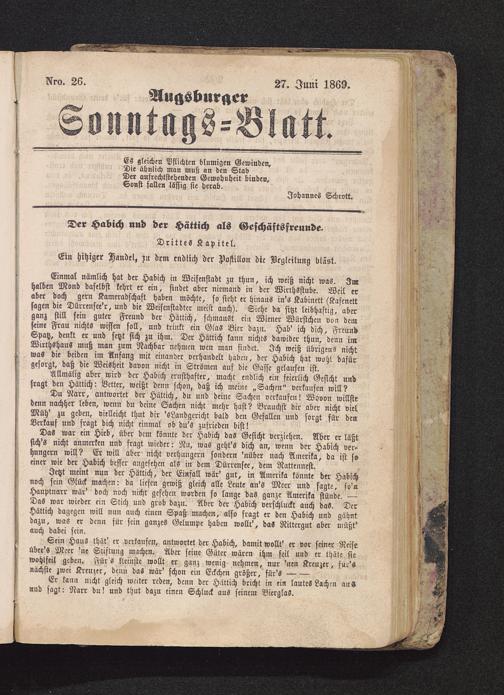 Nro. 26.
27. Juni 1869.
Augsburger
Sonntags-Blatt.
Es gleichen Pflichten blumigen Gewinden,
Die ähnlich man muß an den Stab
Der aufrechtstehenden Gewohnheit binden,
Sonst fallen lässig sie herab.
Johannes Schrott.
Der Habich und der Hättich als Geschäftsfreunde.
Drittes Kapitel.
Ein hitziger Handel, zu dem endlich der Postillon die Begleitung bläst.
Einmal nämlich hat der Habich in Weisenstadt zu thun, ich weiß nicht was. Im
halben Mond daselbst kehrt er ein, findet aber niemand in der Wirthsstube. Weil er
aber doch gern Kameradschaft haben möchte, so steht er hinaus in's Kabinett (Kafenett
sagen die Dürrenseer, und die Weisenstadter meist auch). Siehe da sitzt leibhaftig, aber
ganz still sein guter Freund der Hättich, schmaust ein Wiener Würstchen von dem
seine Frau nichts wissen soll, und trinkt ein Glas Bier dazu. Hab' ich dich, Freund
Spatz, denkt er und setzt sich zu ihm. Der Hättich kann nichts dawider thun, denn im
Wirthshaus muß man zum Nachbar nehmen wen man findet. Ich weiß übrigens nicht
was die beiden im Anfang mit einander verhandelt haben, der Habich hat wohl dafür
gesorgt, daß die Weisheit davon nicht in Strömen auf die Gasse gelaufen ist.
Allmälig aber wird der Habich ernsthafter, macht endlich ein feierlich Gesicht und
fragt den Hättich: Vetter, weißt denn schon, daß ich meine „Sachen“ verkaufen will?
Du Narr, antwortet der Hättich, du und deine Sachen verkaufen! Wovon willste
denn nachher leben, wenn du deine Sachen nicht mehr hast? Brauchst dir aber nicht viel
Müh' zu geben, vielleicht thut dir 's Landgericht bald den Gefallen und sorgt für den
Verkauf und fragt dich nicht einmal ob du's zufrieden bist!
Das war ein Hieb, über dem könnte der Habich das Gesicht verziehen. Aber er läßt
sich's nicht anmerken und fragt wieder: Nu, was geht's dich an, wenn der Habich ver-
hungern will? Er will aber nicht verhungern sondern 'nüber nach Amerika, da ist so
einer wie der Habich besser angesehen als in dem Dürrensee, dem Rattennest.
Jetzt meint nun der Hättich, der Einfall wär' gut, in Amerika könnte der Habich
noch sein Glück machen: da liefen gewiß gleich alle Leute an's Meer und sagte, so'n
Hauptnarr wär' doch noch nicht gesehen worden so lange das ganze Amerika stünde. —
Das war wieder ein Stich und grob dazu. Aber der Habich verschluckt auch das. Der
Hättich dagegen will nun auch einen Spaß machen, also fragt er den Habich und gähnt
dazu, was er denn für sein ganzes Gelumpe haben wollt', das Rittergut aber müßt'
auch dabei sein.
Sein Haus thät' er verkaufen, antwortet der Habich, damit wollt' er vor seiner Reise
über's Meer 'ne Stiftung machen. Aber seine Güter wären ihm feil und er thäte sie
wohlfeil geben. Für's kleinste wollt' er ganz wenig nehmen, nur 'nen Kreuzer, für's
nächste zwei Kreuzer, denn das wär' schon ein Eckchen größer, für's — —
Er kann nicht gleich weiter reden, denn der Hättich bricht in ein lautes Lachen aus
und sagt: Narr du! und thut dazu einen Schluck aus seinem Bierglas.